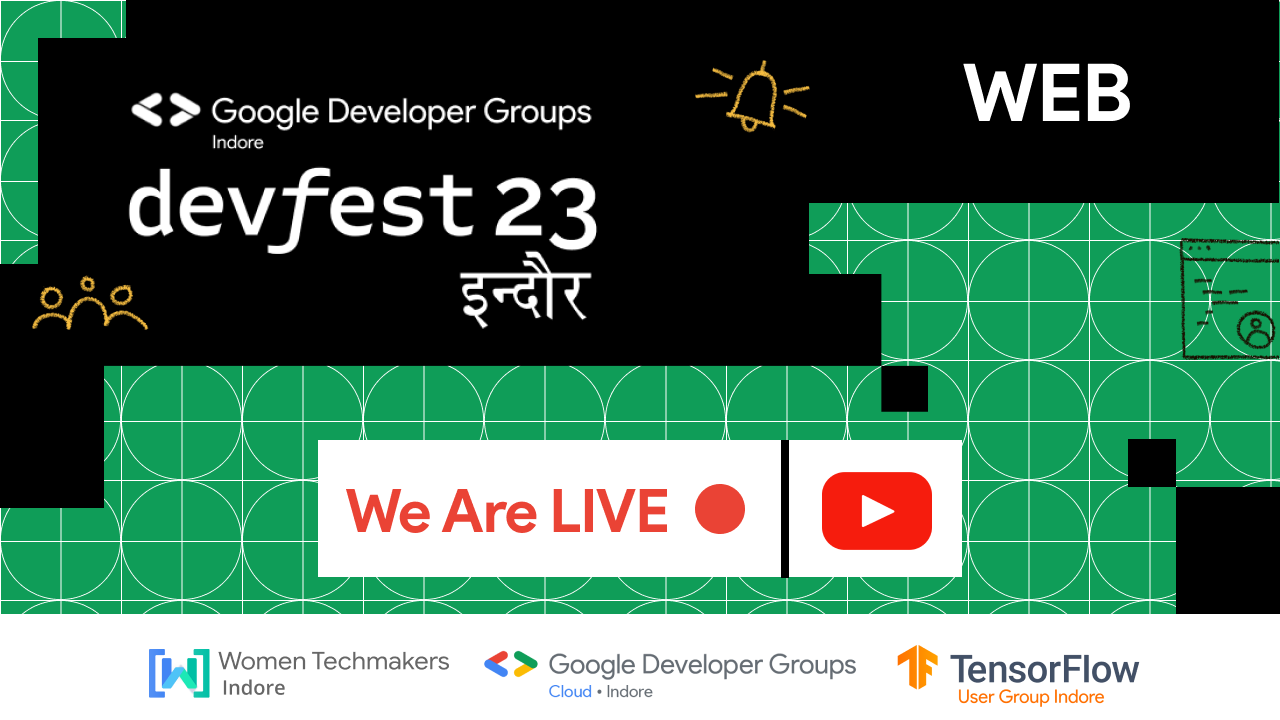 Google Developer Groups
Indore
devfest 23
इन्दौर
WEB
We Are LIVE
Women Techmakers
Indore
Google Developer Groups
Cloud • Indore
TensorFlow
User Group Indore